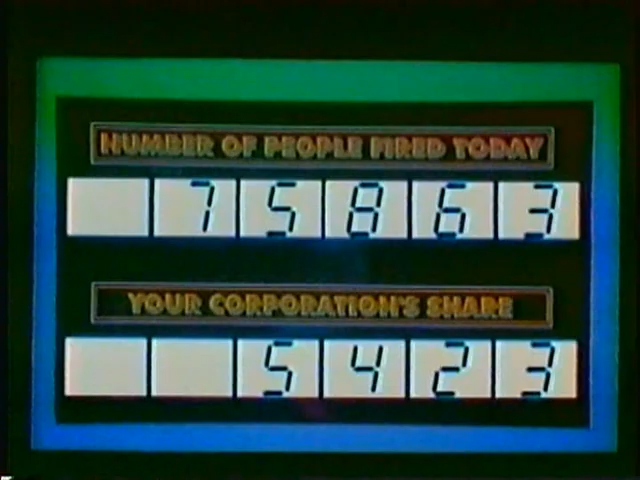 NUMBER OF PEOPLE FIRED TODAY
75863
YOUR CORPORATION'S SHARE
5423